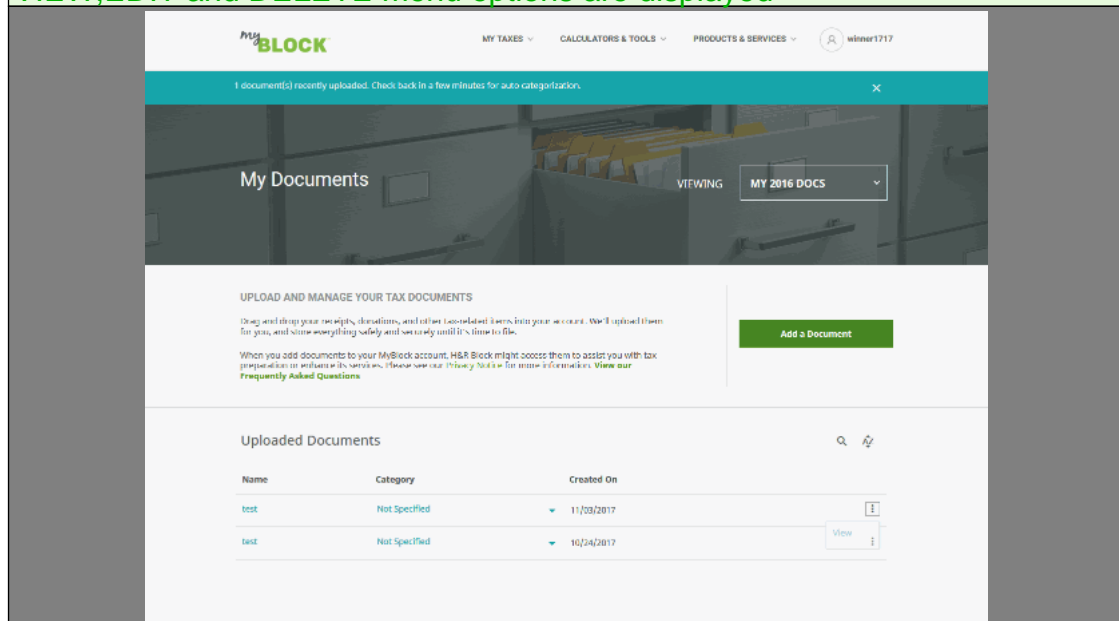 VIEW,EDIT and DELETE menu options are displayed
my BLOCK
MY TAXES CALCULATORS & TOOLS PRODUCTS & SERVICES winner1717
1 document(s) recently uploaded. Check back in a few minutes for auto categorization.
My Documents
VIEWING MY 2016 DOCS
UPLOAD AND MANAGE YOUR TAX DOCUMENTS
Drag and drop your receipts, donations, and other tax-related items into your account. We'll upload them
for you, and store everything safely and securely until it's time to file.
Add a Document
When you add documents to your MyBlock account, H&R Block might access them to assist you with tax
preparation or enhance its services. Please see our Privacy Notice for more information. View our
Frequently Asked Questions
Uploaded Documents
Name Category Created On
test Not Specified 11/03/2017
View
test Not Specified 10/24/2017